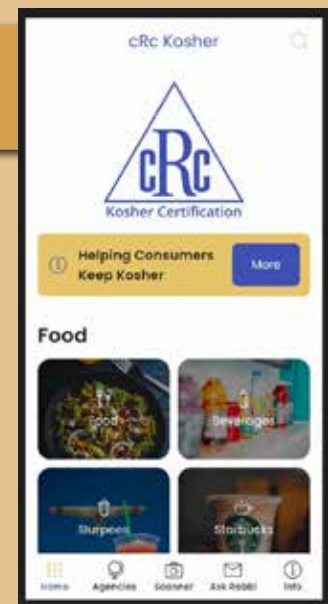 cRc Kosher
cRc
Kosher Certification
Helping Consumers
Keep Kosher
More
Food
Food
Beverages
Slurpees
Starbucks
Home
Agencies
Scanner
Ask Rabbi
Info